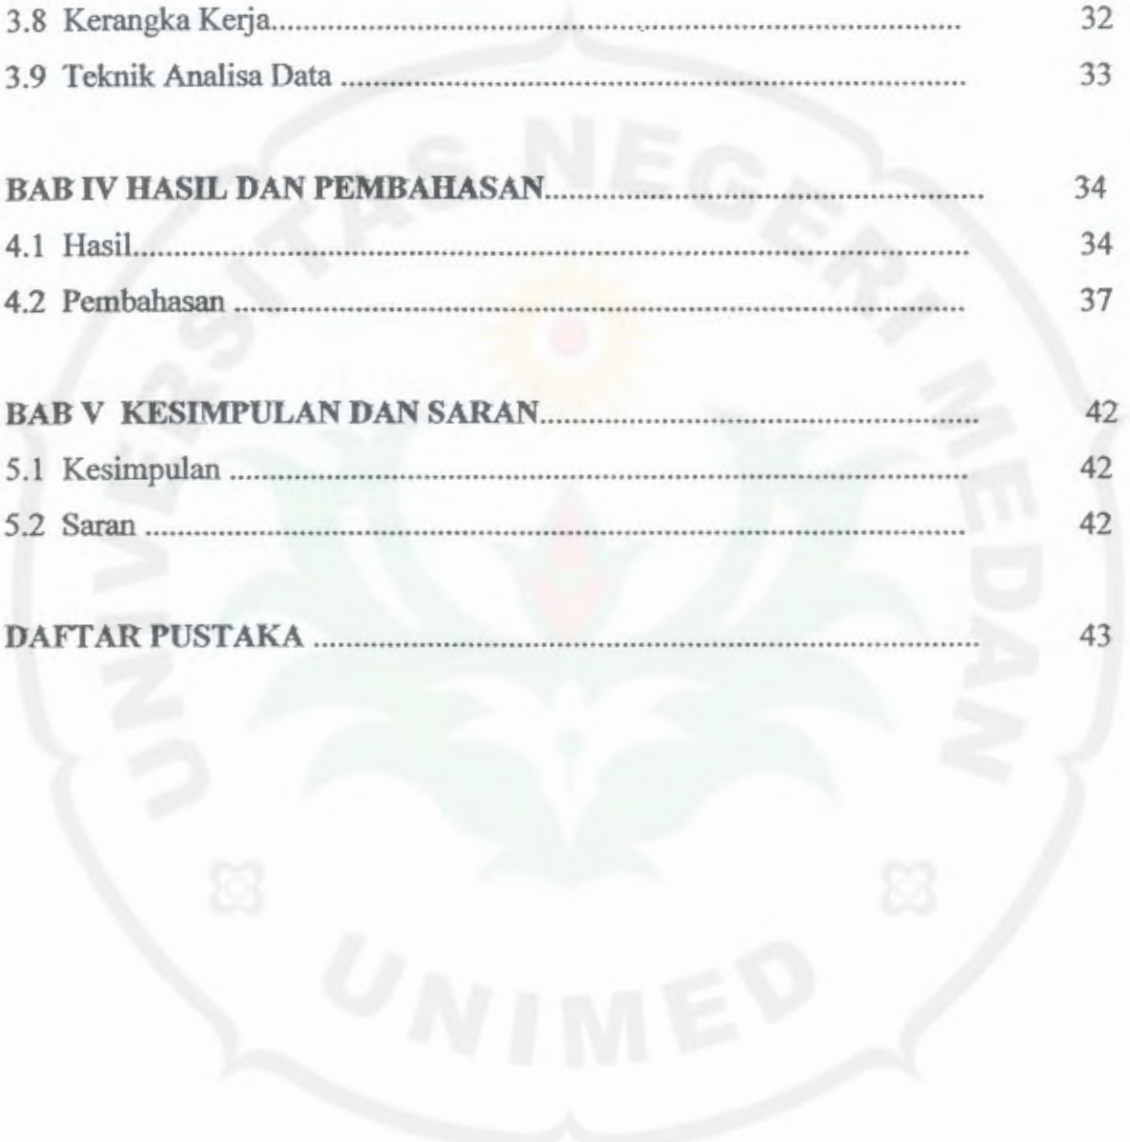 3.8 Kerangka Kerja.......................................................................... 32
3.9 Teknik Analisa Data .................................................................. 33
BAB IV HASIL DAN PEMBAHASAN............................................... 34
4.1 Hasil........................................................................................ 34
4.2 Pembahasan ............................................................................. 37
BAB V KESIMPULAN DAN SARAN............................................... 42
5.1 Kesimpulan .............................................................................. 42
5.2 Saran ....................................................................................... 42
DAFTAR PUSTAKA ....................................................................... 43
UNIVERSITAS NEGERI MEDAN
UNIMED